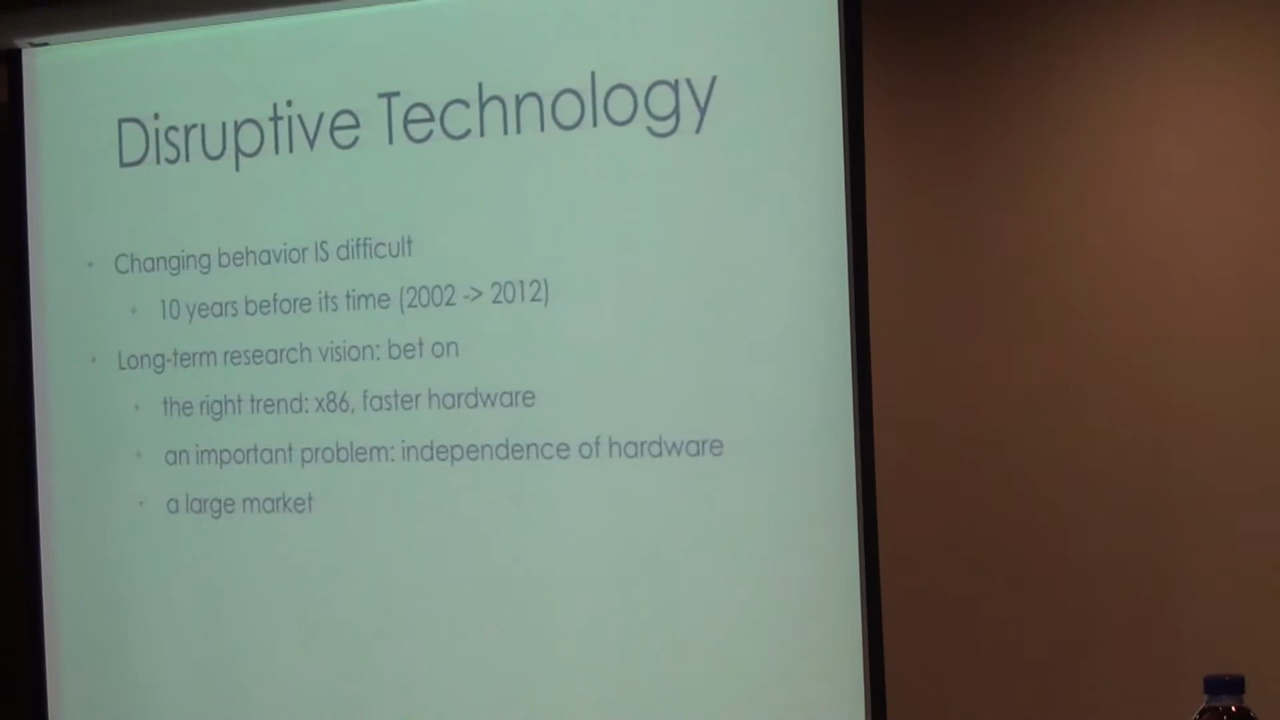 Disruptive Technology
Changing behavior IS difficult
10 years before its time (2002 -> 2012)
Long-term research vision: bet on
the right trend: x86, faster hardware
an important problem: independence of hardware
a large market